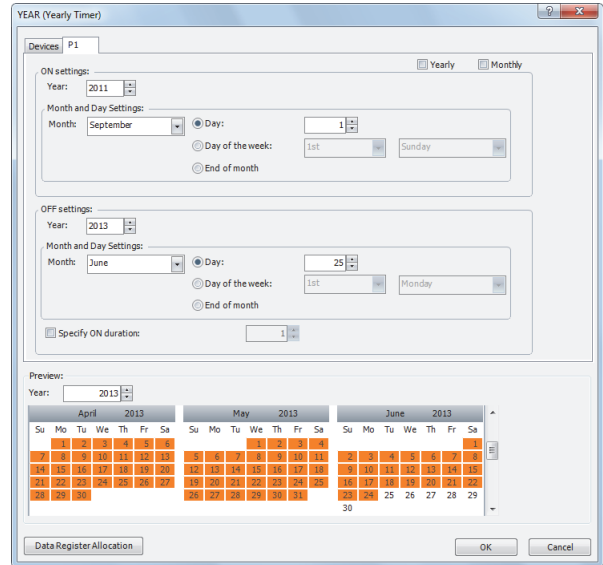 YEAR (Yearly Timer)
Devices P1
Yearly Monthly
ON settings:
Year: 2011
Month and Day Settings:
Month: September Day: 1
Day of the week: 1st Sunday
End of month
OFF settings:
Year: 2013
Month and Day Settings:
Month: June Day: 25
Day of the week: 1st Monday
End of month
Specify ON duration: 1
Preview:
Year: 2013
April 2013 May 2013 June 2013
Su Mo Tu We Th Fr Sa Su Mo Tu We Th Fr Sa Su Mo Tu We Th Fr Sa
1 2 3 4 5 6 1 2 3 4 1
7 8 9 10 11 12 13 5 6 7 8 9 10 11 2 3 4 5 6 7 8
14 15 16 17 18 19 20 12 13 14 15 16 17 18 9 10 11 12 13 14 15
21 22 23 24 25 26 27 19 20 21 22 23 24 25 16 17 18 19 20 21 22
28 29 30 26 27 28 29 30 31 23 24 25 26 27 28 29
30
Data Register Allocation OK Cancel